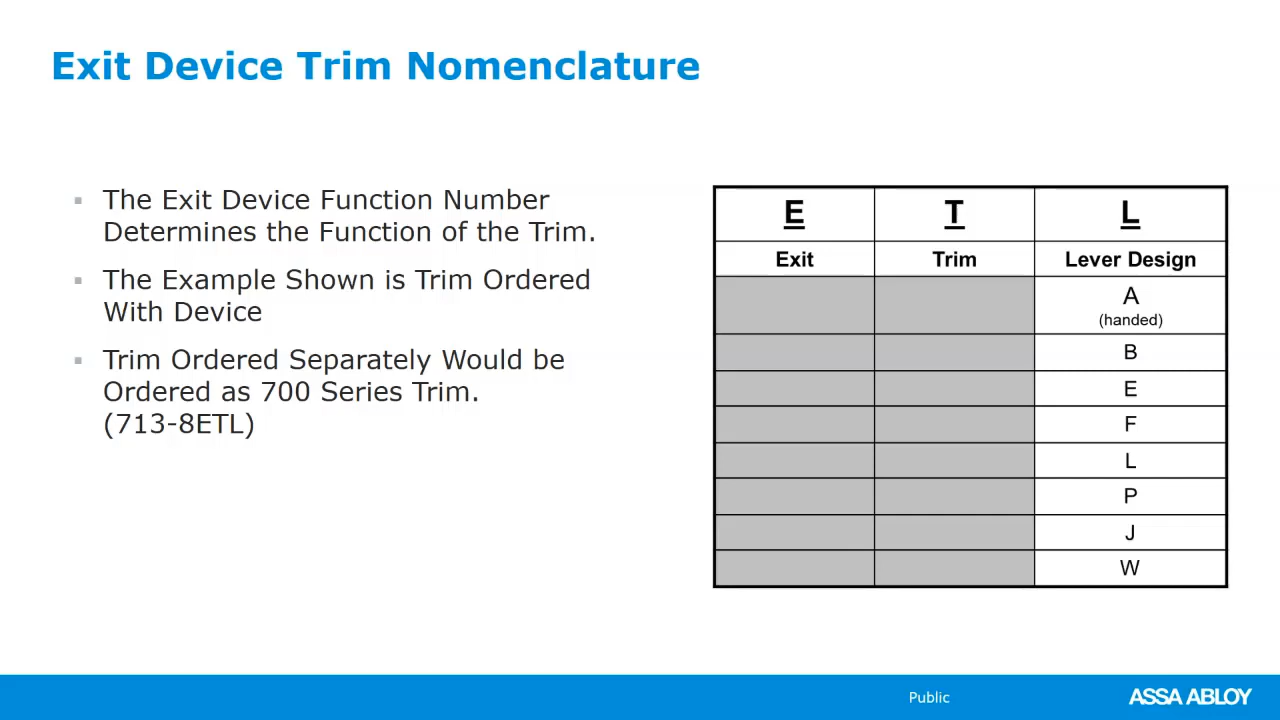 Exit Device Trim Nomenclature
▪ The Exit Device Function Number
Determines the Function of the Trim.
▪ The Example Shown is Trim Ordered
With Device
▪ Trim Ordered Separately Would be
Ordered as 700 Series Trim.
(713-8ETL)
E T L
Exit Trim Lever Design
A
(handed)
B
E
F
L
P
J
W
Public
ASSA ABLOY